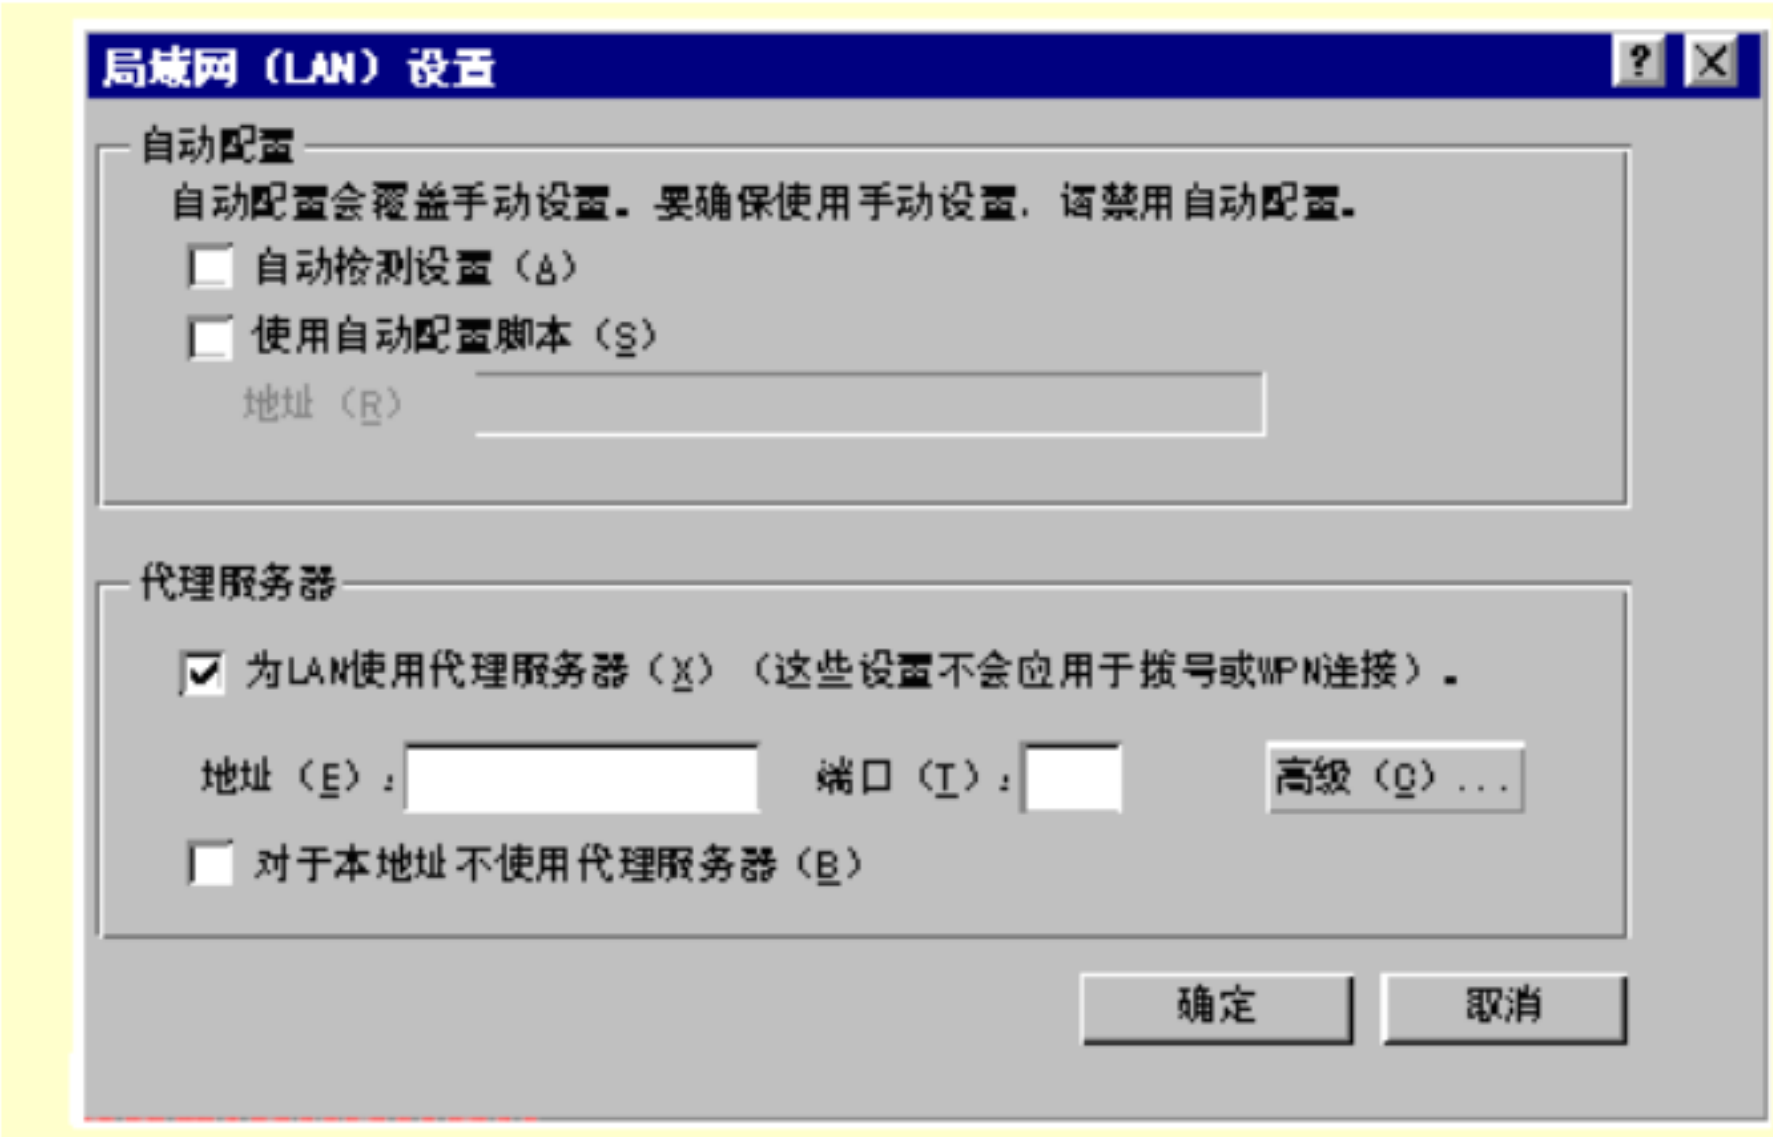 局域网（LAN）设置
? X
自动配置
自动配置会覆盖手动设置。要确保使用手动设置，请禁用自动配置。
自动检测设置（A）
使用自动配置脚本（S）
地址（R）
代理服务器
为LAN使用代理服务器（X）（这些设置不会应用于拨号或WPN连接）。
地址（E）： 端口（T）： 高级（C）...
对于本地址不使用代理服务器（B）
确定 取消